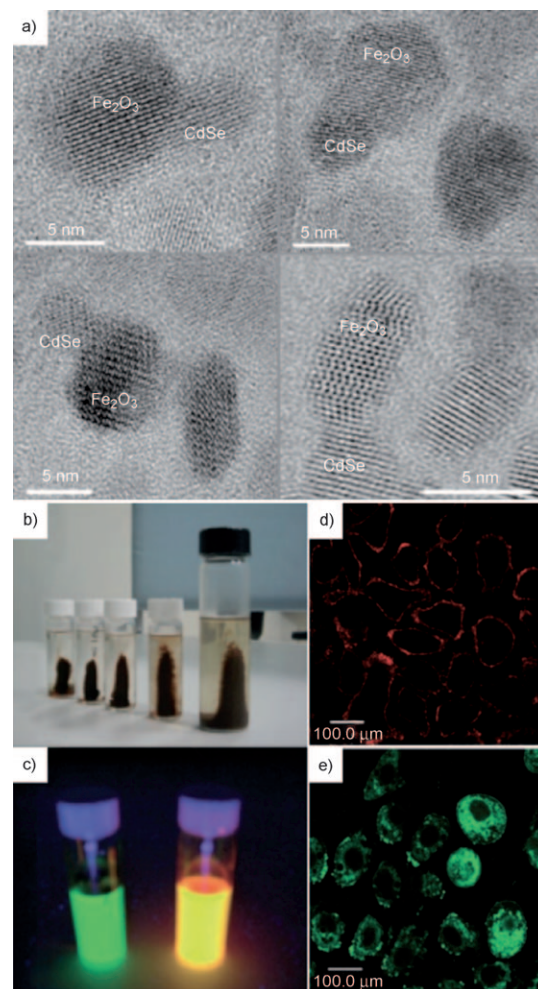 a)
Fe₂O₃
CdSe
5 nm
Fe₂O₃
CdSe
5 nm
CdSe
Fe₂O₃
5 nm
Fe₂O₃
CdSe
5 nm
b)
c)
d)
100.0 µm
e)
100.0 µm